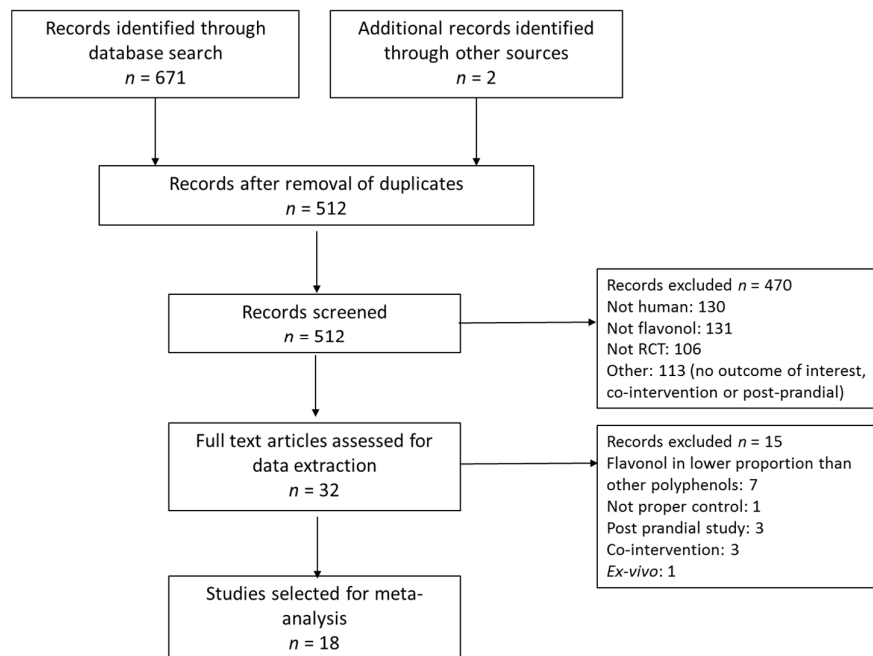 Records identified through
database search
n = 671
Additional records identified
through other sources
n = 2
Records after removal of duplicates
n = 512
Records screened
n = 512
Records excluded n = 470
Not human: 130
Not flavonol: 131
Not RCT: 106
Other: 113 (no outcome of interest,
co-intervention or post-prandial)
Full text articles assessed for
data extraction
n = 32
Records excluded n = 15
Flavonol in lower proportion than
other polyphenols: 7
Not proper control: 1
Post prandial study: 3
Co-intervention: 3
Ex-vivo: 1
Studies selected for meta-
analysis
n = 18